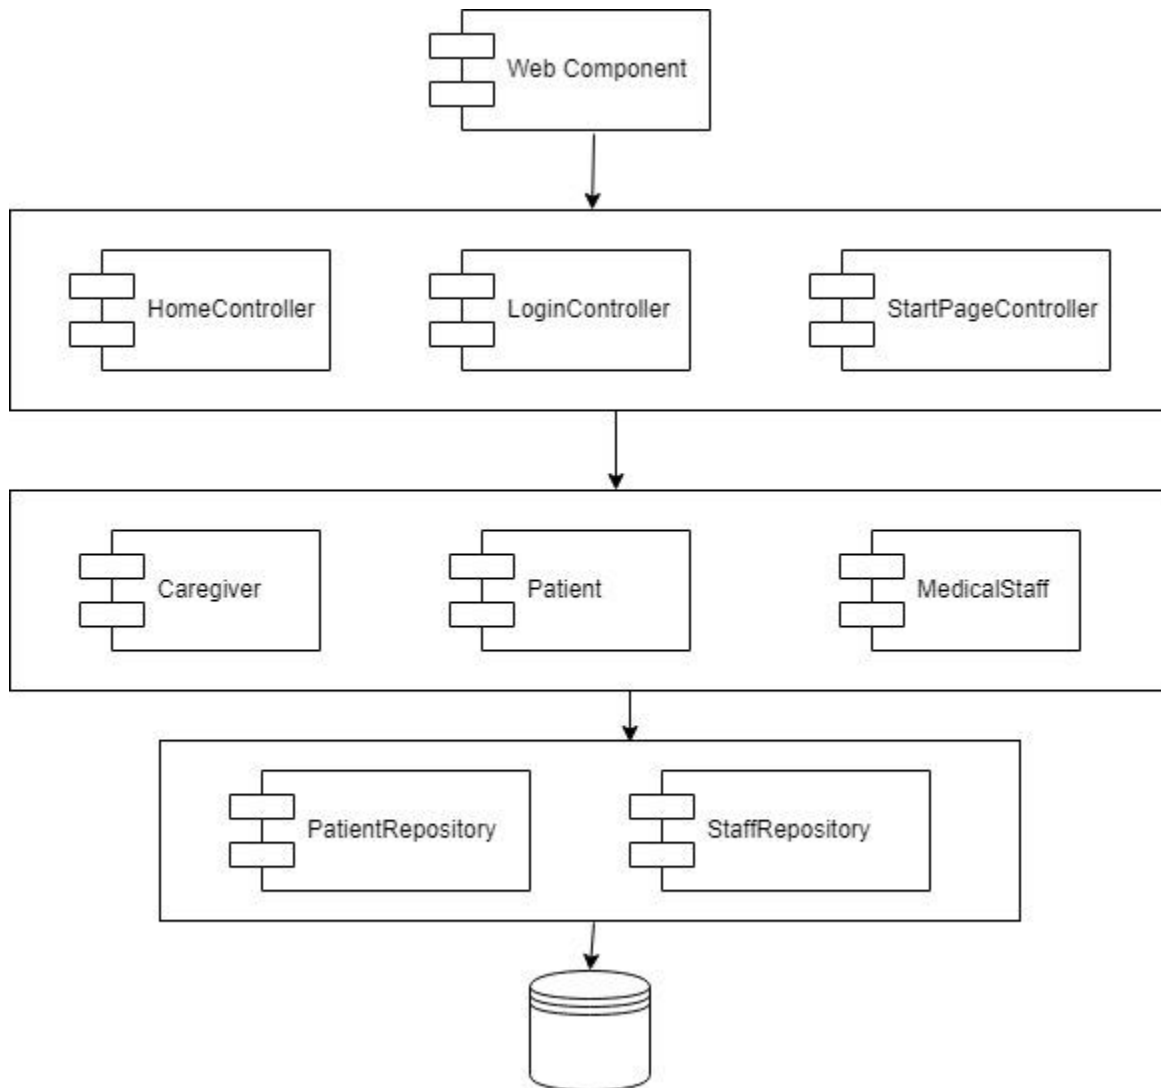 Web Component
HomeController
LoginController
StartPageController
Caregiver
Patient
MedicalStaff
PatientRepository
StaffRepository